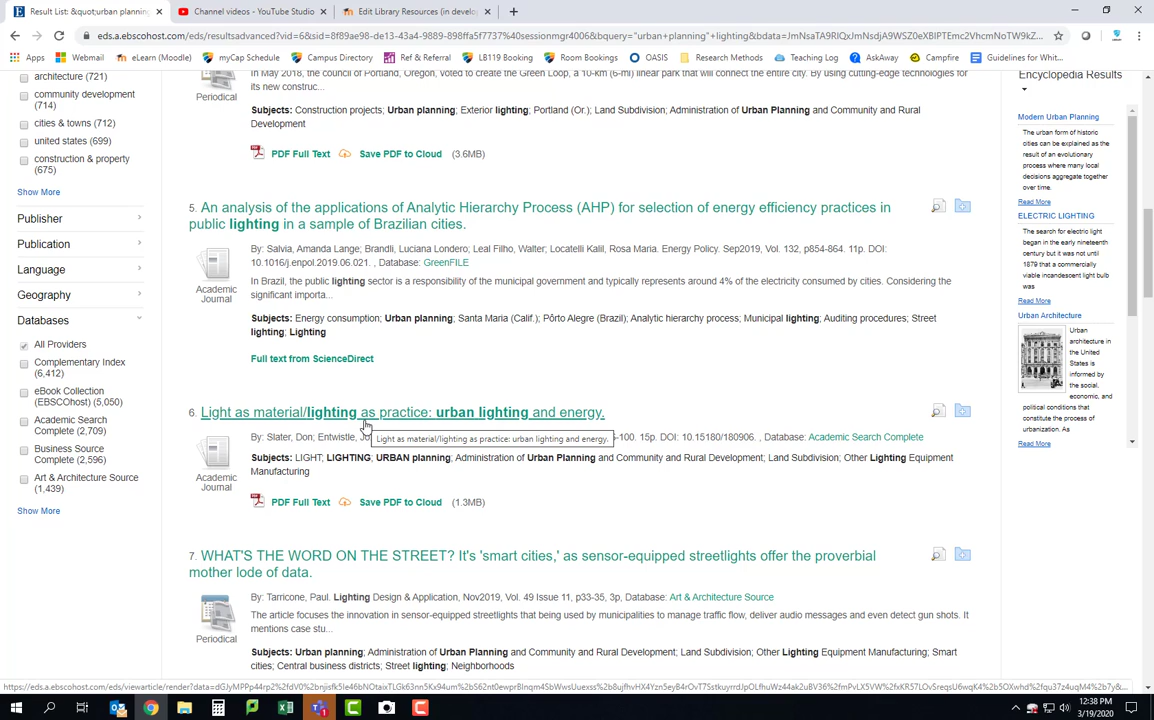 Result List: &quot;urban plannin
Channel videos - YouTube Studio
Edit Library Resources (in develo
eds.a.ebscohost.com/eds/resultsadvanced?vid=6&sid=8f89ae98-de13-43a4-9889-898ffa5f7737%40sessionmgr4006&bquery="urban+planning"+lighting&bdata=
Apps
Webmail
eLearn (Moodle)
myCap Schedule
Campus Directory
Ref & Referral
LB119 Booking
Room Bookings
OASIS
Research Methods
Teaching Log
AskAway
Campfire
Guidelines for Whit...
architecture (721)
community development
(714)
cities & towns (712)
united states (699)
construction & property
(675)
Show More
Publisher
Publication
Language
Geography
Databases
All Providers
Complementary Index
(6,412)
eBook Collection
(EBSCOhost) (5,050)
Academic Search
Complete (2,709)
Business Source
Complete (2,596)
Art & Architecture Source
(1,439)
Show More
Periodical
In May 2018, the council of Portland, Oregon, voted to create the Green Loop, a 10-km (6-mi) linear park that will connect the entire city. By using cutting-edge technologies for
its new construc...
Subjects: Construction projects; Urban planning; Exterior lighting; Portland (Or.); Land Subdivision; Administration of Urban Planning and Community and Rural
Development
PDF Full Text Save PDF to Cloud (3.6MB)
5. An analysis of the applications of Analytic Hierarchy Process (AHP) for selection of energy efficiency practices in
public lighting in a sample of Brazilian cities.
Academic
Journal
By: Salvia, Amanda Lange; Brandli, Luciana Londero; Leal Filho, Walter; Locatelli Kalil, Rosa Maria. Energy Policy. Sep2019, Vol. 132, p854-864. 11p. DOI:
10.1016/j.enpol.2019.06.021. , Database: GreenFILE
In Brazil, the public lighting sector is a responsibility of the municipal government and typically represents around 4% of the electricity consumed by cities. Considering the
significant importa...
Subjects: Energy consumption; Urban planning; Santa Maria (Calif.); Pôrto Alegre (Brazil); Analytic hierarchy process; Municipal lighting; Auditing procedures; Street
lighting; Lighting
Full text from ScienceDirect
6. Light as material/lighting as practice: urban lighting and energy.
Academic
Journal
By: Slater, Don; Entwistle, -100. 15p. DOI: 10.15180/180906. , Database: Academic Search Complete
Light as material/lighting as practice: urban lighting and energy.
Subjects: LIGHT; LIGHTING; URBAN planning; Administration of Urban Planning and Community and Rural Development; Land Subdivision; Other Lighting Equipment
Manufacturing
PDF Full Text Save PDF to Cloud (1.3MB)
7. WHAT'S THE WORD ON THE STREET? It's 'smart cities,' as sensor-equipped streetlights offer the proverbial
mother lode of data.
Periodical
By: Tarricone, Paul. Lighting Design & Application, Nov2019, Vol. 49 Issue 11, p33-35, 3p, Database: Art & Architecture Source
The article focuses the innovation in sensor-equipped streetlights that being used by municipalities to manage traffic flow, deliver audio messages and even detect gun shots. It
mentions case stu...
Subjects: Urban planning; Administration of Urban Planning and Community and Rural Development; Land Subdivision; Other Lighting Equipment Manufacturing; Smart
cities; Central business districts; Street lighting; Neighborhoods
Encyclopedia Results
Modern Urban Planning
The urban form of historic
cities can be explained as the
result of an evolutionary
process where many local
decisions aggregate together
over time.
Read More
ELECTRIC LIGHTING
The search for electric light
began in the early nineteenth
century but it was not until
1879 that a commercially
viable incandescent light bulb
was
Read More
Urban Architecture
Urban
architecture in
the United
States is
informed by
the social,
economic, and
political conditions that
constitute the process of
urbanization. As
Read More
12:38 PM
3/19/2020